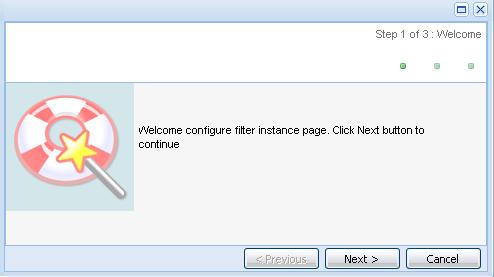 Step 1 of 3 : Welcome
Welcome configure filter instance page. Click Next button to
continue
< Previous
Next >
Cancel